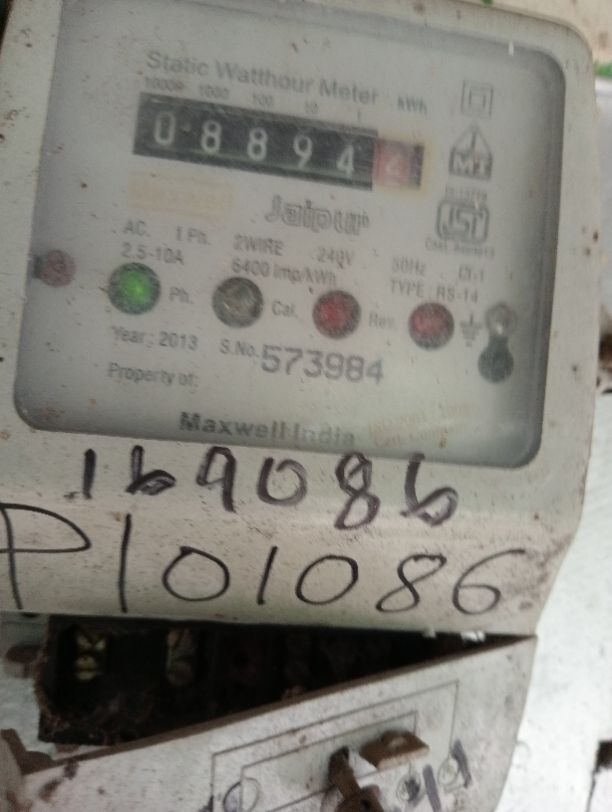 Static Watthour Meter
10000 1000 100 10 1 kWh
0 8 8 9 4
Jaipur
AC. 1 Ph. 2WIRE 240V 50Hz Cl-1
2.5-10A 6400 imp/kWh TYPE : RS-14
Ph. Cal. Rev.
Year : 2013 S.No. 573984
Property of:
Maxwell India
169086
P101086